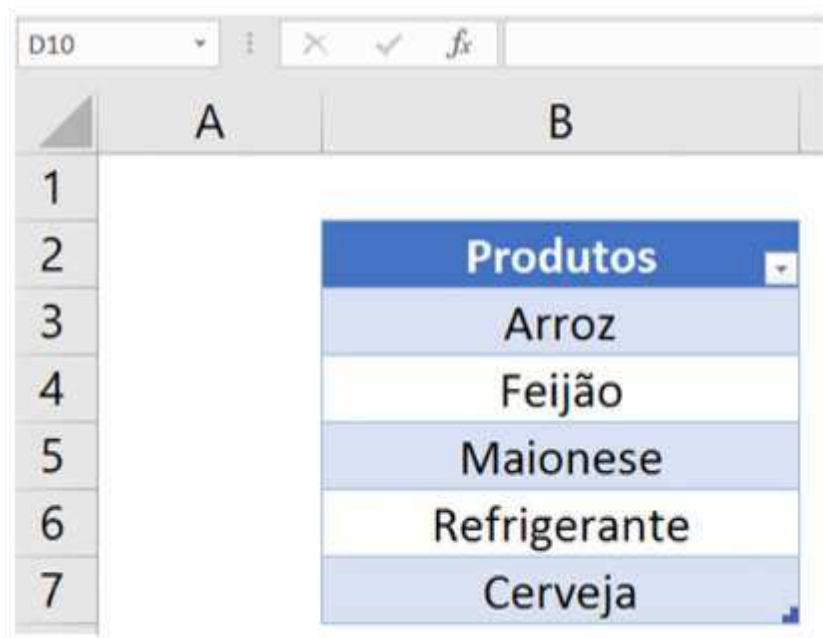 D10 fx
A B
1
2 Produtos
3 Arroz
4 Feijão
5 Maionese
6 Refrigerante
7 Cerveja